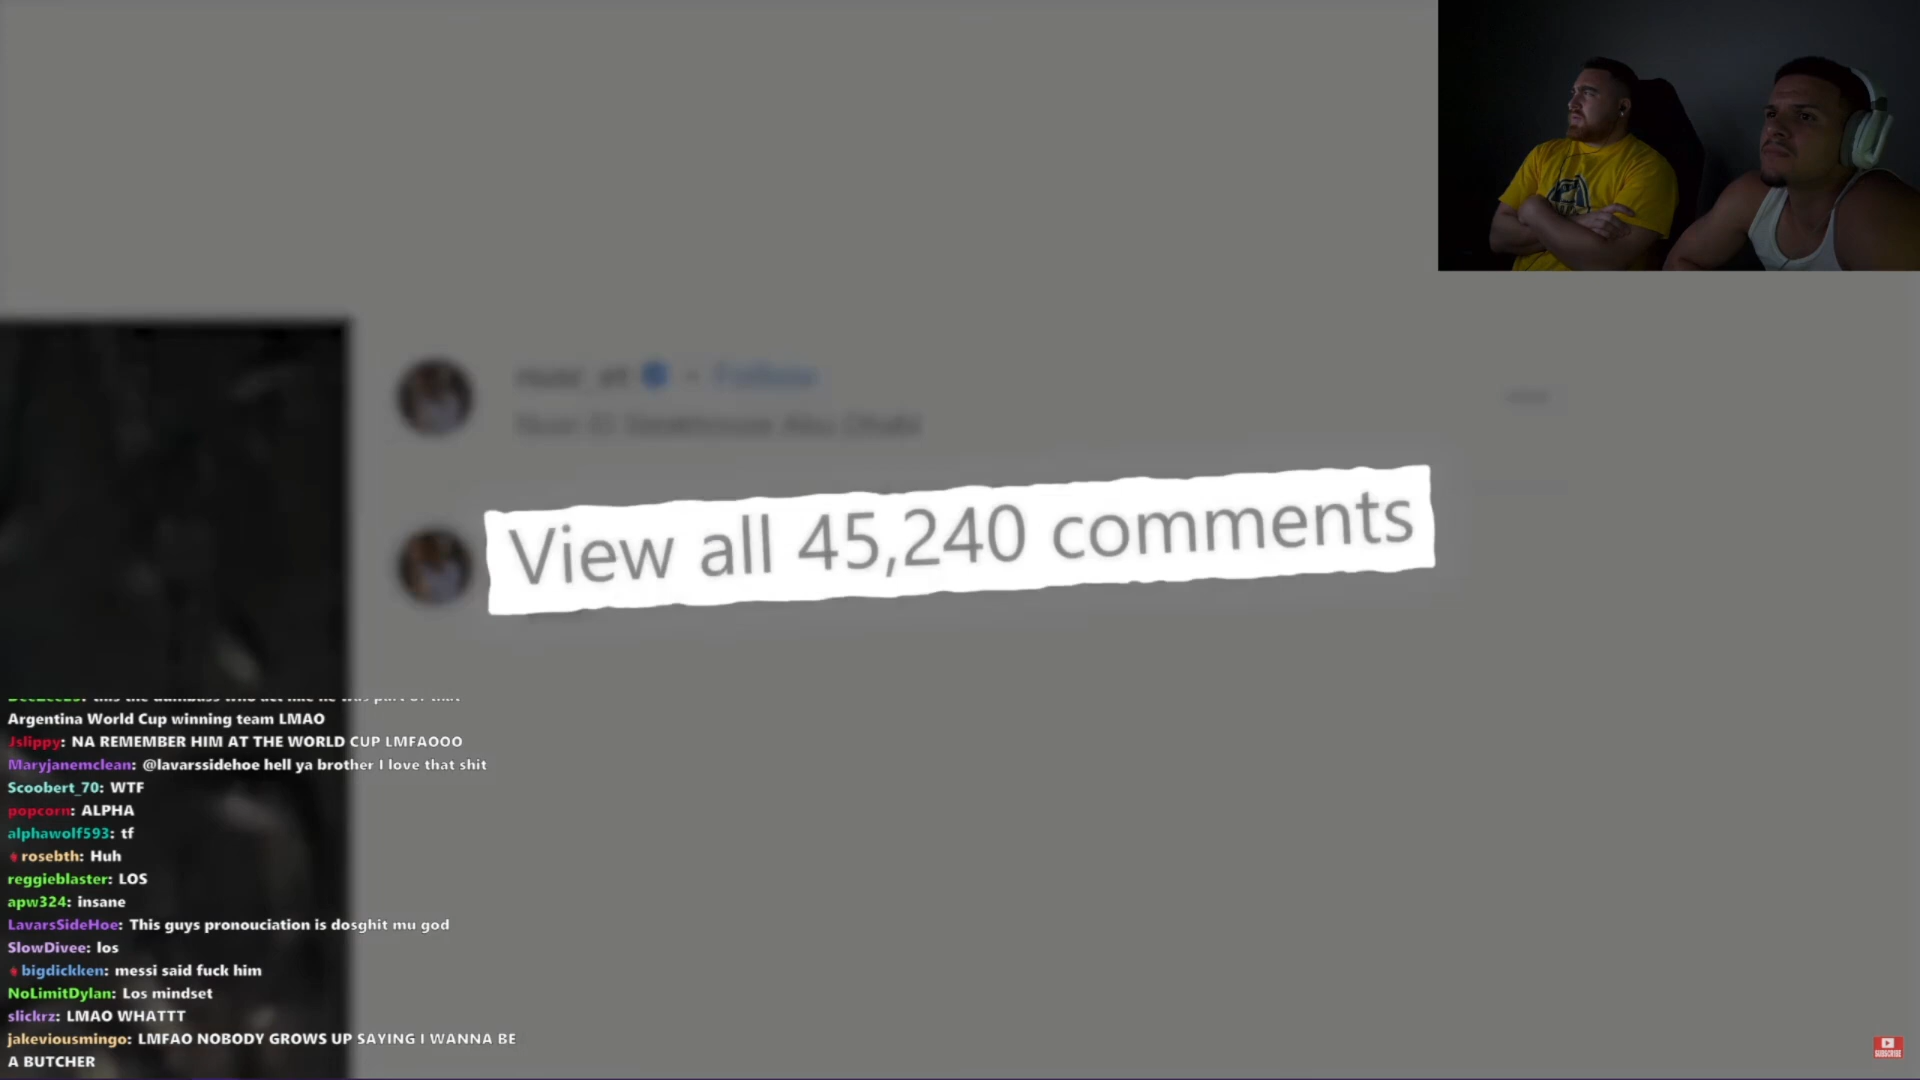 Follow
View all 45,240 comments
Argentina World Cup winning team LMAO
Jslippy: NA REMEMBER HIM AT THE WORLD CUP LMFAOOO
Maryjanemclean: @lavarssidehoe hell ya brother I love that shit
Scoobert_70: WTF
popcorn: ALPHA
alphawolf593: tf
rosebth: Huh
reggieblaster: LOS
apw324: insane
LavarsSideHoe: This guys pronouciation is dosghit mu god
SlowDivee: los
bigdickken: messi said fuck him
NoLimitDylan: Los mindset
slickrz: LMAO WHATTT
jakeviousmingo: LMFAO NOBODY GROWS UP SAYING I WANNA BE
A BUTCHER
SUBSCRIBE